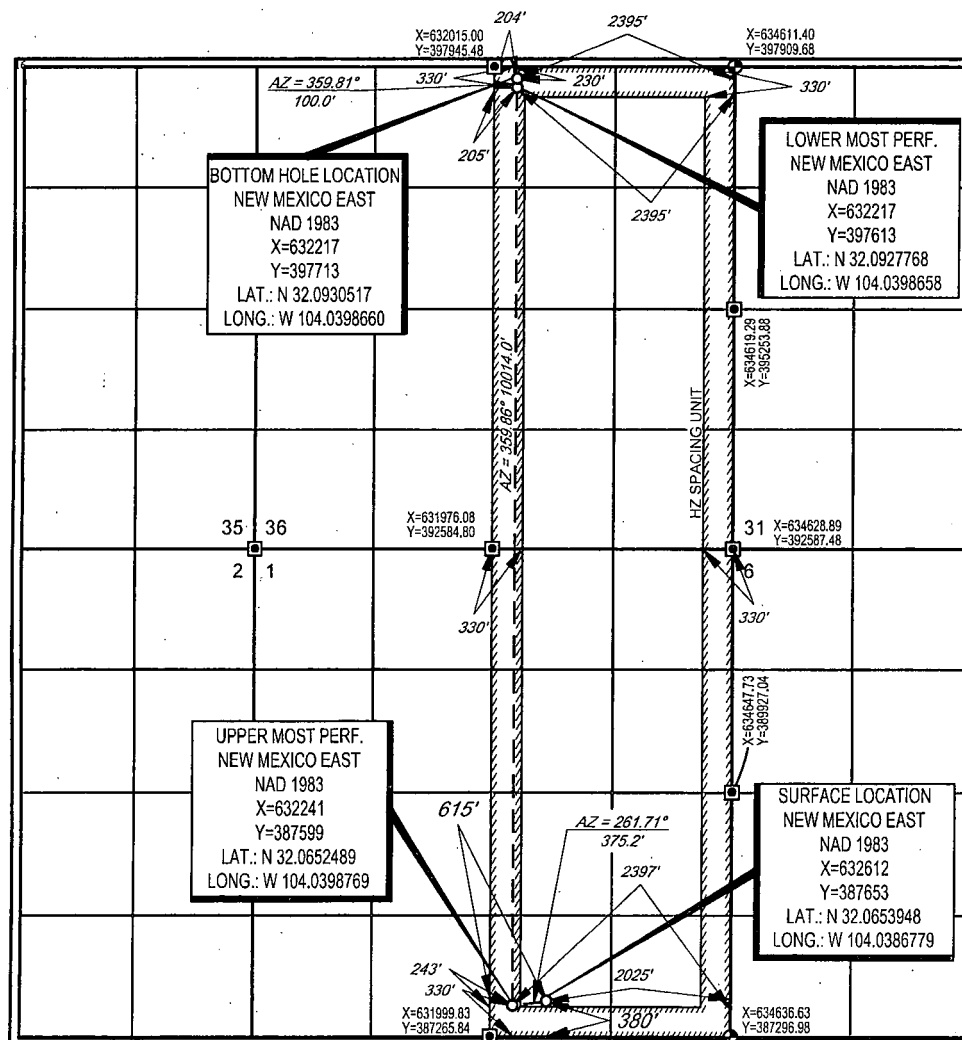 204'
2395'
X=632015.00
Y=397945.48
X=634611.40
Y=397909.68
AZ = 359.81°
100.0'
330'
230'
330'
205'
2395'
BOTTOM HOLE LOCATION
NEW MEXICO EAST
NAD 1983
X=632217
Y=397713
LAT.: N 32.0930517
LONG.: W 104.0398660
LOWER MOST PERF.
NEW MEXICO EAST
NAD 1983
X=632217
Y=397613
LAT.: N 32.0927768
LONG.: W 104.0398658
X=634619.29
Y=395253.88
AZ = 359.86° 10014.0'
HZ SPACING UNIT
35 36
2 1
X=631976.08
Y=392584.80
31
6
X=634628.89
Y=392587.48
330'
330'
X=634647.73
Y=389927.04
UPPER MOST PERF.
NEW MEXICO EAST
NAD 1983
X=632241
Y=387599
LAT.: N 32.0652489
LONG.: W 104.0398769
615'
AZ = 261.71°
375.2'
2397'
SURFACE LOCATION
NEW MEXICO EAST
NAD 1983
X=632612
Y=387653
LAT.: N 32.0653948
LONG.: W 104.0386779
243'
330'
2025'
380'
X=631999.83
Y=387265.84
X=634636.63
Y=387296.98